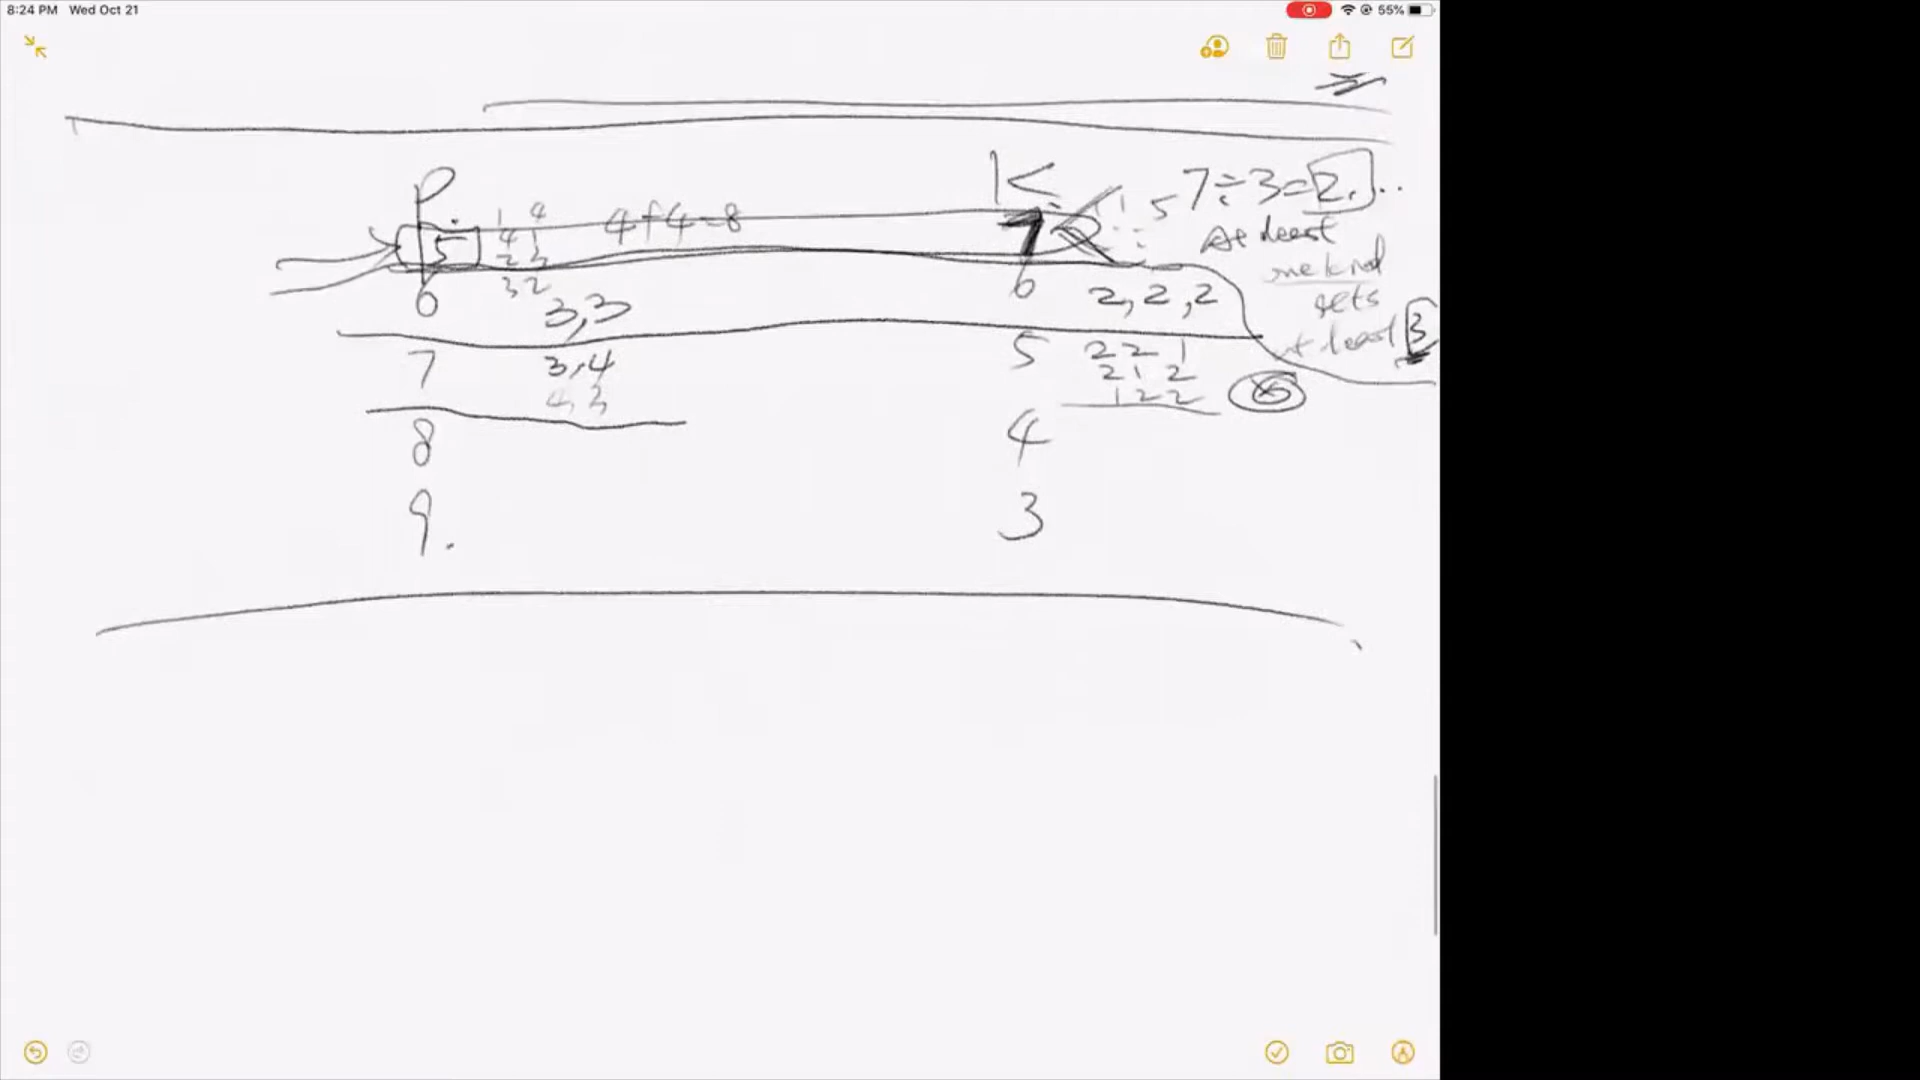 8:24 PM Wed Oct 21
55%
P. K 7÷3=2...
5 1 4 4+4=8 7 5
4 1 At least
2 3 one kind
3 2 gets
6 3,3 6 2,2,2
at least 3
7 3,4 5 2 2 1
4,3 2 1 2
1 2 2
8 4
9. 3